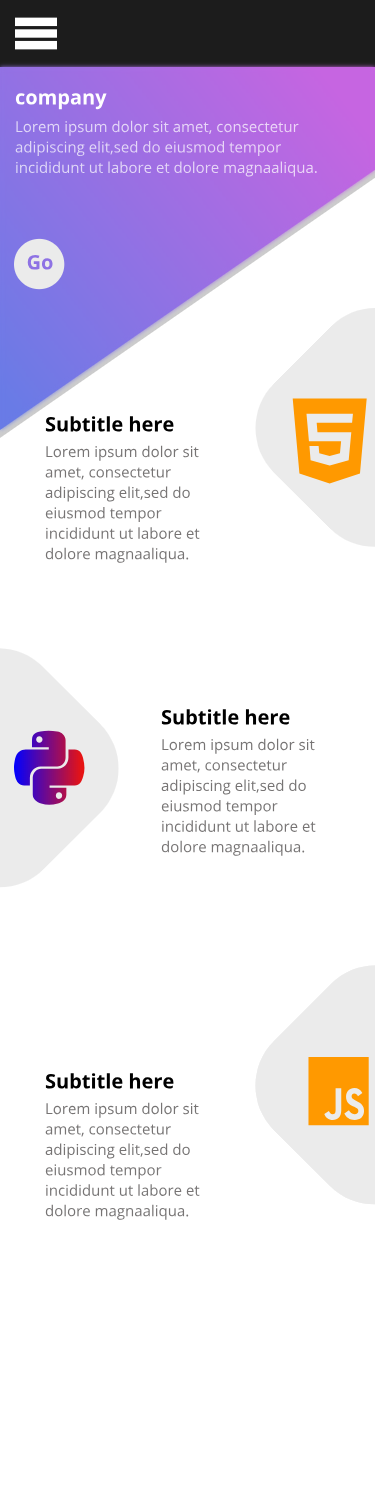 company
Lorem ipsum dolor sit amet, consectetur
adipiscing elit,sed do eiusmod tempor
incididunt ut labore et dolore magnaaliqua.
Go
Subtitle here
Lorem ipsum dolor sit
amet, consectetur
adipiscing elit,sed do
eiusmod tempor
incididunt ut labore et
dolore magnaaliqua.
5
Subtitle here
Lorem ipsum dolor sit
amet, consectetur
adipiscing elit,sed do
eiusmod tempor
incididunt ut labore et
dolore magnaaliqua.
Subtitle here
Lorem ipsum dolor sit
amet, consectetur
adipiscing elit,sed do
eiusmod tempor
incididunt ut labore et
dolore magnaaliqua.
JS